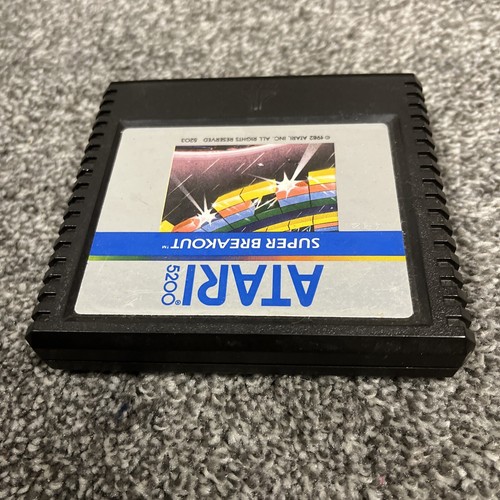 ATARI®
5200
SUPER BREAKOUT™
© 1982 ATARI, INC. ALL RIGHTS RESERVED 5203